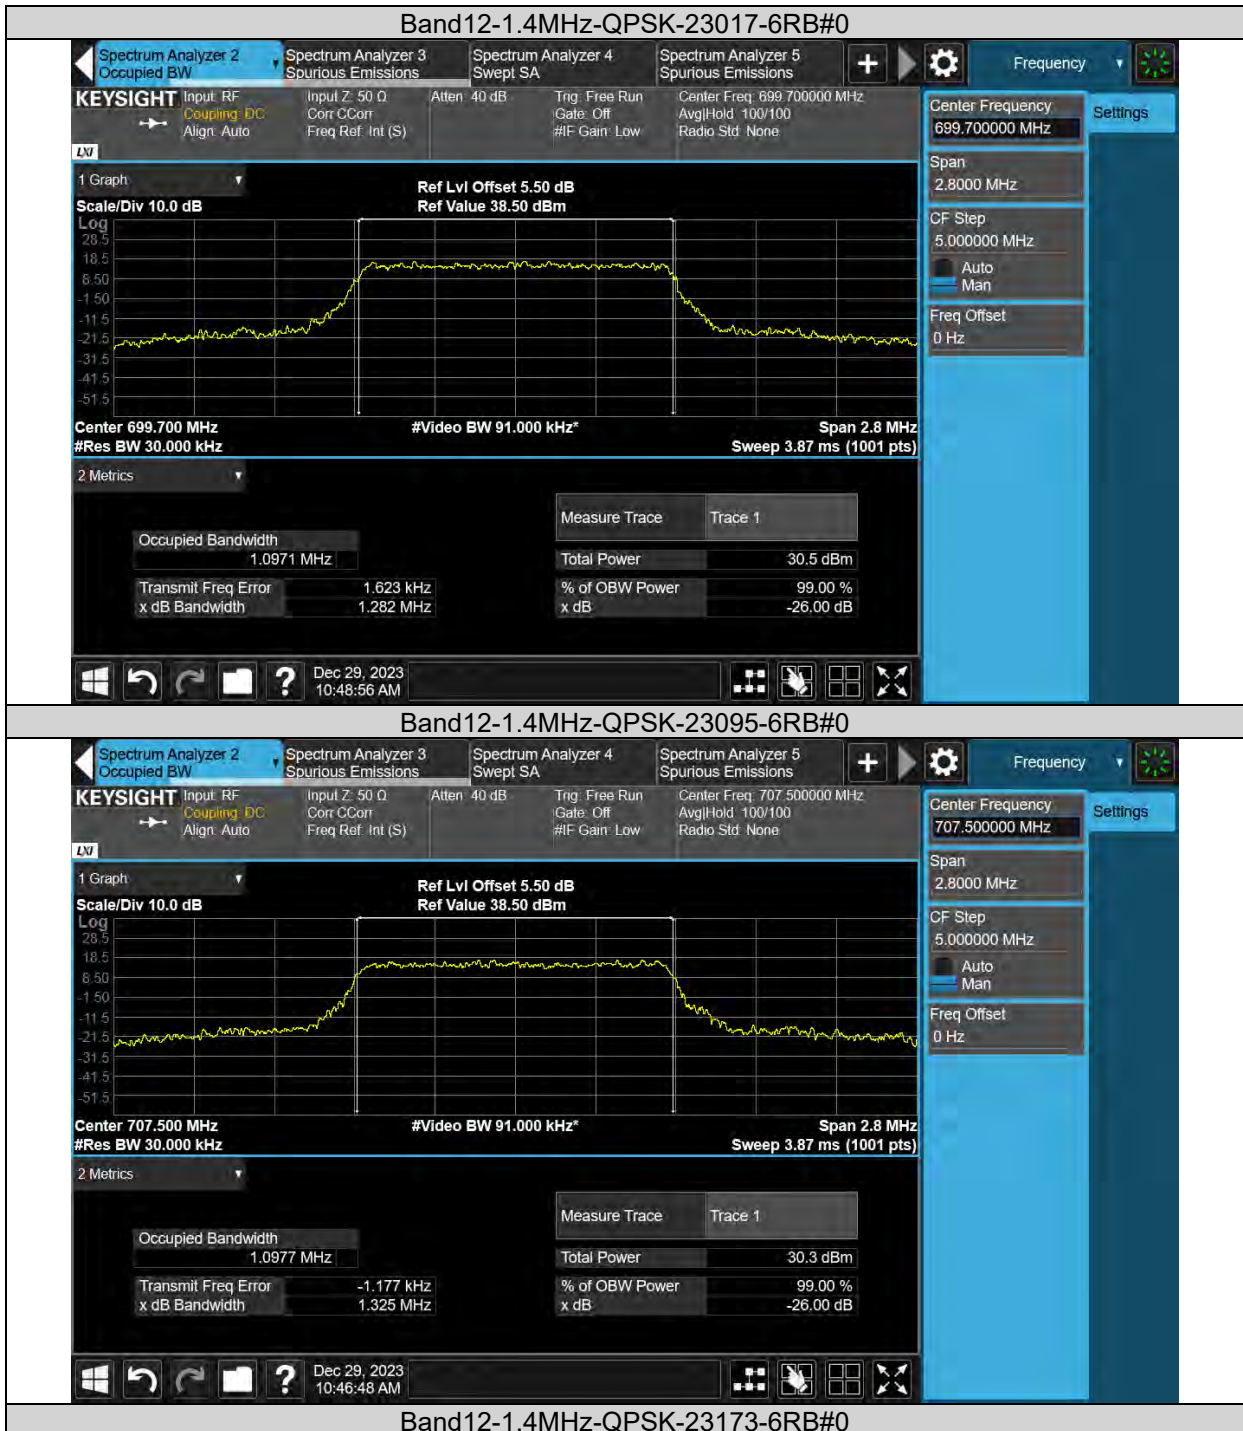 Band12-1.4MHz-QPSK-23017-6RB#0
Spectrum Analyzer 2
Occupied BW
Spectrum Analyzer 3
Spurious Emissions
Spectrum Analyzer 4
Swept SA
Spectrum Analyzer 5
Spurious Emissions
Frequency
KEYSIGHT
Input: RF
Coupling: DC
Align: Auto
Input Z: 50 Ω
Corr CCorr
Freq Ref: Int (S)
Atten: 40 dB
Trig: Free Run
Gate: Off
#IF Gain: Low
Center Freq: 699.700000 MHz
Avg|Hold: 100/100
Radio Std: None
LXI
Center Frequency
699.700000 MHz
Settings
Span
2.8000 MHz
CF Step
5.000000 MHz
Auto
Man
Freq Offset
0 Hz
1 Graph
Ref Lvl Offset 5.50 dB
Scale/Div 10.0 dB
Ref Value 38.50 dBm
Log
28.5
18.5
8.50
-1.50
-11.5
-21.5
-31.5
-41.5
-51.5
Center 699.700 MHz
#Video BW 91.000 kHz*
Span 2.8 MHz
#Res BW 30.000 kHz
Sweep 3.87 ms (1001 pts)
2 Metrics
Measure Trace Trace 1
Occupied Bandwidth
1.0971 MHz
Total Power 30.5 dBm
Transmit Freq Error 1.623 kHz
% of OBW Power 99.00 %
x dB Bandwidth 1.282 MHz
x dB -26.00 dB
?
Dec 29, 2023
10:48:56 AM
Band12-1.4MHz-QPSK-23095-6RB#0
Spectrum Analyzer 2
Occupied BW
Spectrum Analyzer 3
Spurious Emissions
Spectrum Analyzer 4
Swept SA
Spectrum Analyzer 5
Spurious Emissions
Frequency
KEYSIGHT
Input: RF
Coupling: DC
Align: Auto
Input Z: 50 Ω
Corr CCorr
Freq Ref: Int (S)
Atten: 40 dB
Trig: Free Run
Gate: Off
#IF Gain: Low
Center Freq: 707.500000 MHz
Avg|Hold: 100/100
Radio Std: None
LXI
Center Frequency
707.500000 MHz
Settings
Span
2.8000 MHz
CF Step
5.000000 MHz
Auto
Man
Freq Offset
0 Hz
1 Graph
Ref Lvl Offset 5.50 dB
Scale/Div 10.0 dB
Ref Value 38.50 dBm
Log
28.5
18.5
8.50
-1.50
-11.5
-21.5
-31.5
-41.5
-51.5
Center 707.500 MHz
#Video BW 91.000 kHz*
Span 2.8 MHz
#Res BW 30.000 kHz
Sweep 3.87 ms (1001 pts)
2 Metrics
Measure Trace Trace 1
Occupied Bandwidth
1.0977 MHz
Total Power 30.3 dBm
Transmit Freq Error -1.177 kHz
% of OBW Power 99.00 %
x dB Bandwidth 1.325 MHz
x dB -26.00 dB
?
Dec 29, 2023
10:46:48 AM
Band12-1.4MHz-QPSK-23173-6RB#0